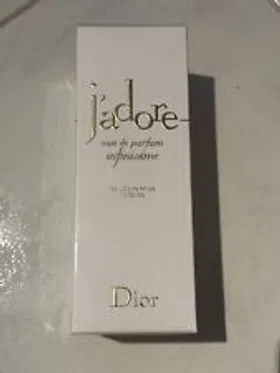 j'adore
eau de parfum
infinissime
Dior